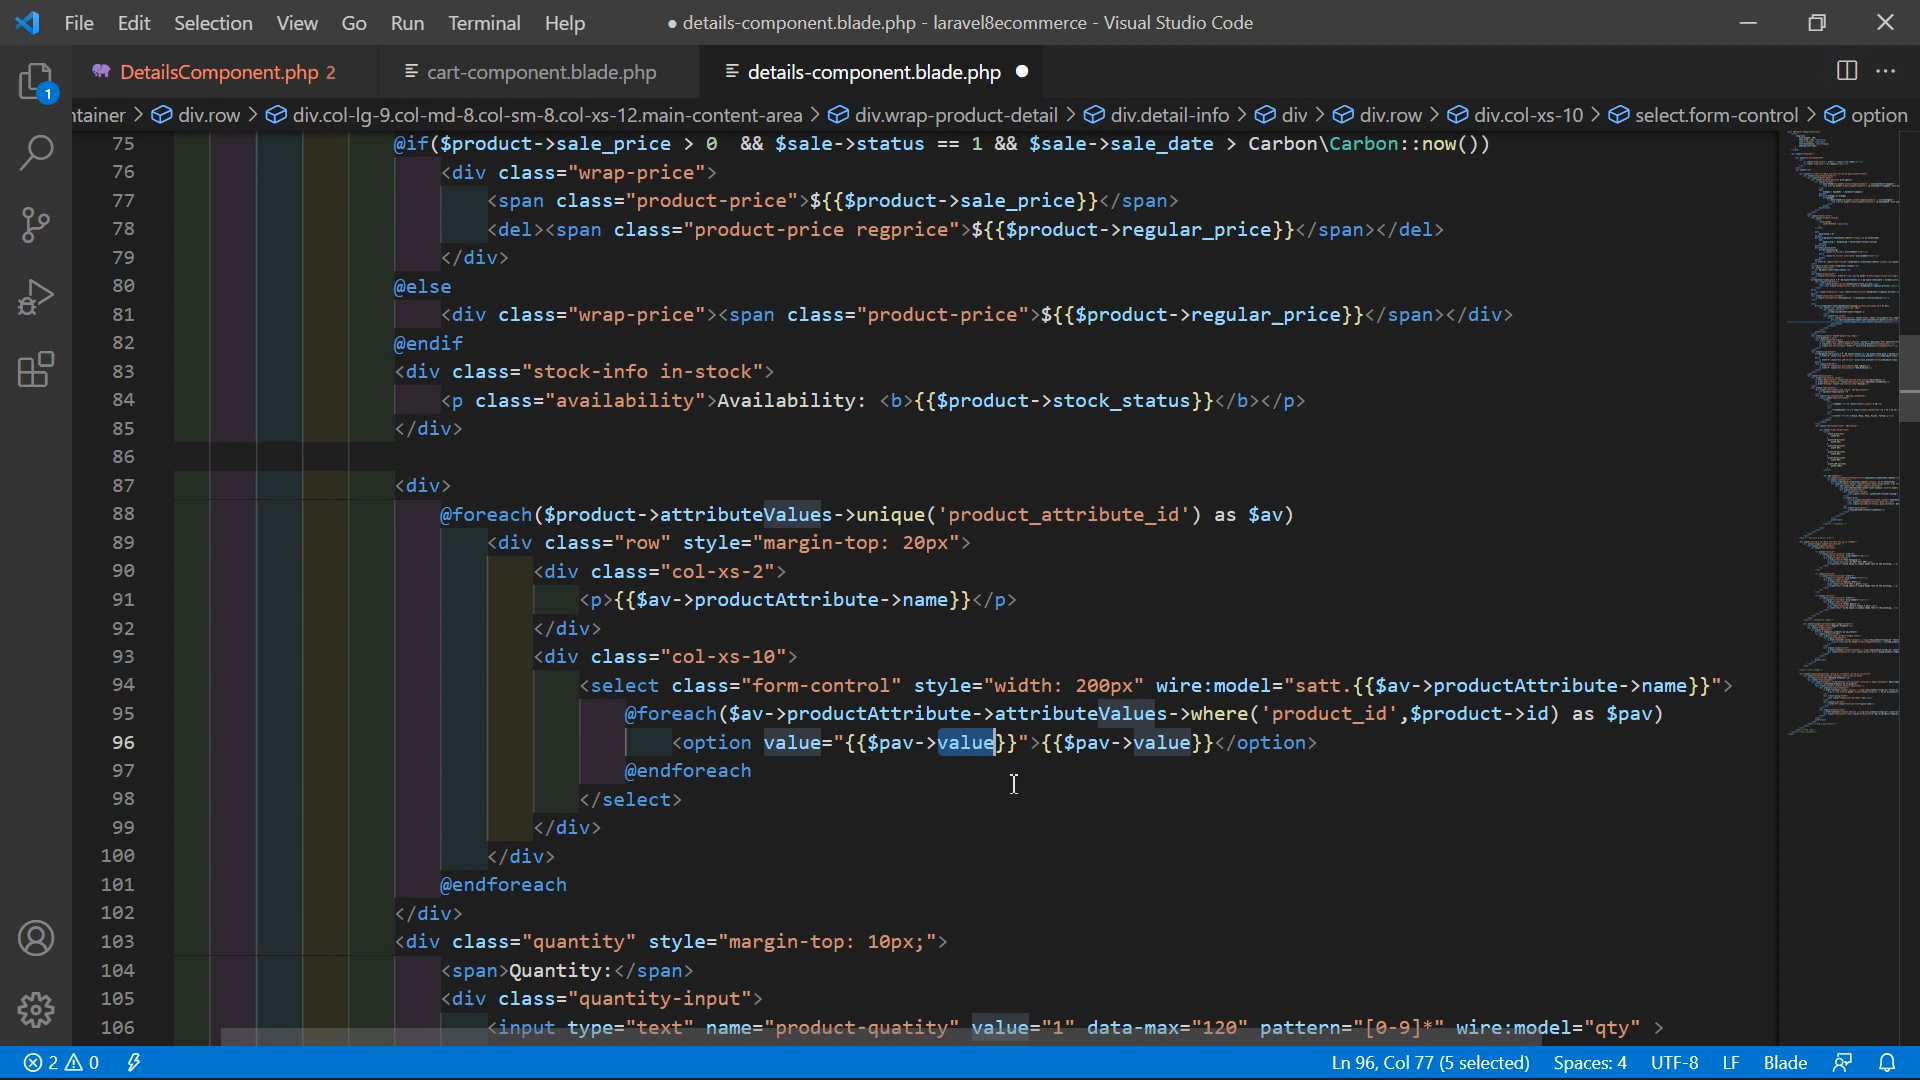 File Edit Selection View Go Run Terminal Help ● details-component.blade.php - laravel8ecommerce - Visual Studio Code
DetailsComponent.php 2 cart-component.blade.php details-component.blade.php ●
ntainer > div.row > div.col-lg-9.col-md-8.col-sm-8.col-xs-12.main-content-area > div.wrap-product-detail > div.detail-info > div > div.row > div.col-xs-10 > select.form-control > option
1
75 @if($product->sale_price > 0  && $sale->status == 1 && $sale->sale_date > Carbon\Carbon::now())
76 <div class="wrap-price">
77 <span class="product-price">${{$product->sale_price}}</span>
78 <del><span class="product-price regprice">${{$product->regular_price}}</span></del>
79 </div>
80 @else
81 <div class="wrap-price"><span class="product-price">${{$product->regular_price}}</span></div>
82 @endif
83 <div class="stock-info in-stock">
84 <p class="availability">Availability: <b>{{$product->stock_status}}</b></p>
85 </div>
86
87 <div>
88 @foreach($product->attributeValues->unique('product_attribute_id') as $av)
89 <div class="row" style="margin-top: 20px">
90 <div class="col-xs-2">
91 <p>{{$av->productAttribute->name}}</p>
92 </div>
93 <div class="col-xs-10">
94 <select class="form-control" style="width: 200px" wire:model="satt.{{$av->productAttribute->name}}">
95 @foreach($av->productAttribute->attributeValues->where('product_id',$product->id) as $pav)
96 <option value="{{$pav->value}}">{{$pav->value}}</option>
97 @endforeach
98 </select>
99 </div>
100 </div>
101 @endforeach
102 </div>
103 <div class="quantity" style="margin-top: 10px;">
104 <span>Quantity:</span>
105 <div class="quantity-input">
106 <input type="text" name="product-quatity" value="1" data-max="120" pattern="[0-9]*" wire:model="qty" >
2 0 Ln 96, Col 77 (5 selected) Spaces: 4 UTF-8 LF Blade